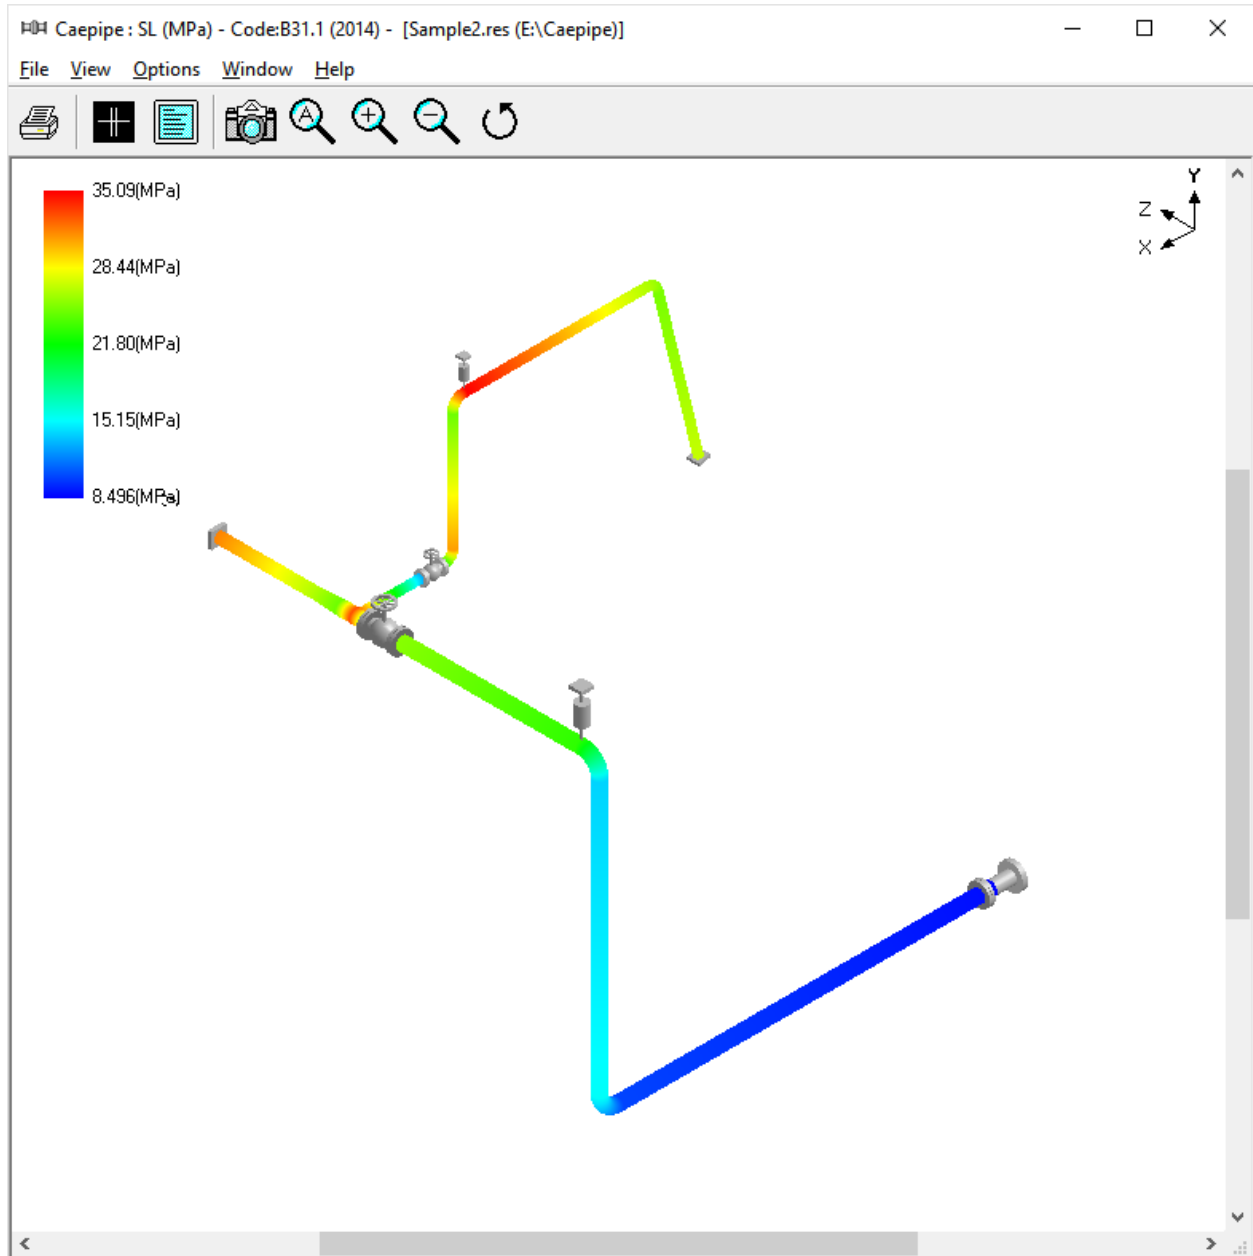 Caepipe : SL (MPa) - Code:B31.1 (2014) - [Sample2.res (E:\Caepipe)]
File View Options Window Help
A
35.09(MPa)
28.44(MPa)
21.80(MPa)
15.15(MPa)
8.496(MPa)
Y
Z
X